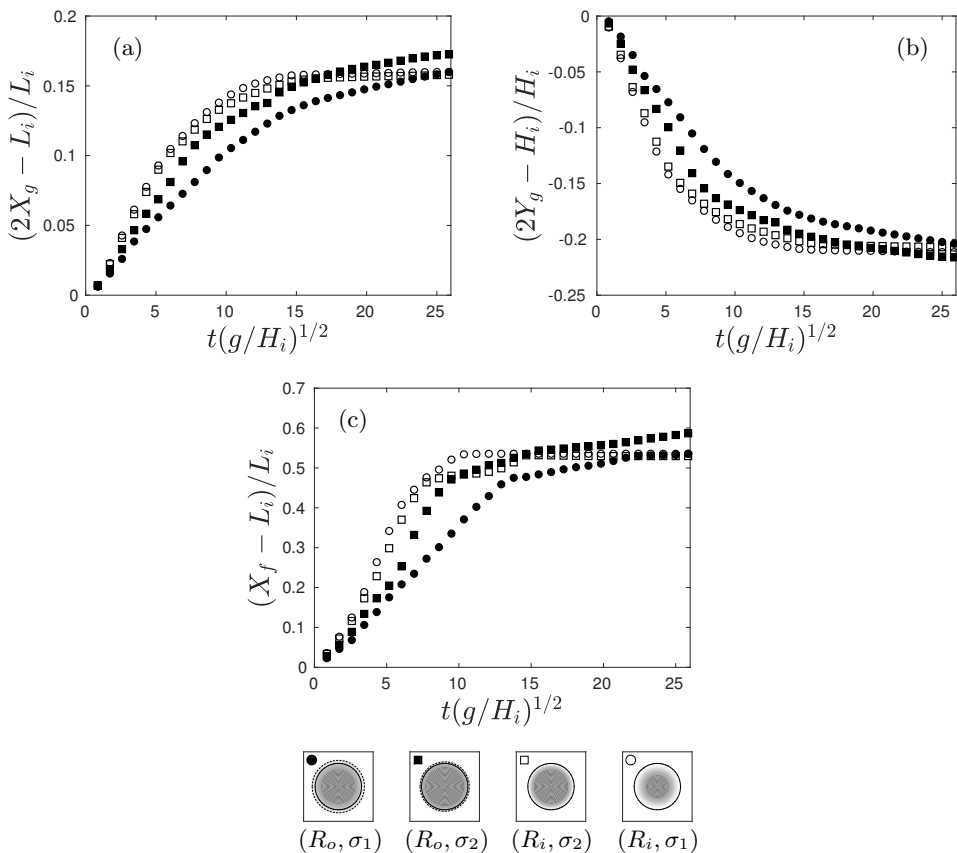 (a)
0.2
0.15
0.1
0.05
0
(2X_g − L_i)/L_i
0 5 10 15 20 25
t(g/H_i)^{1/2}
(b)
0
-0.05
-0.1
-0.15
-0.2
-0.25
(2Y_g − H_i)/H_i
0 5 10 15 20 25
t(g/H_i)^{1/2}
(c)
0.7
0.6
0.5
0.4
0.3
0.2
0.1
0
(X_f − L_i)/L_i
0 5 10 15 20 25
t(g/H_i)^{1/2}
(R_o, σ_1) (R_o, σ_2) (R_i, σ_2) (R_i, σ_1)